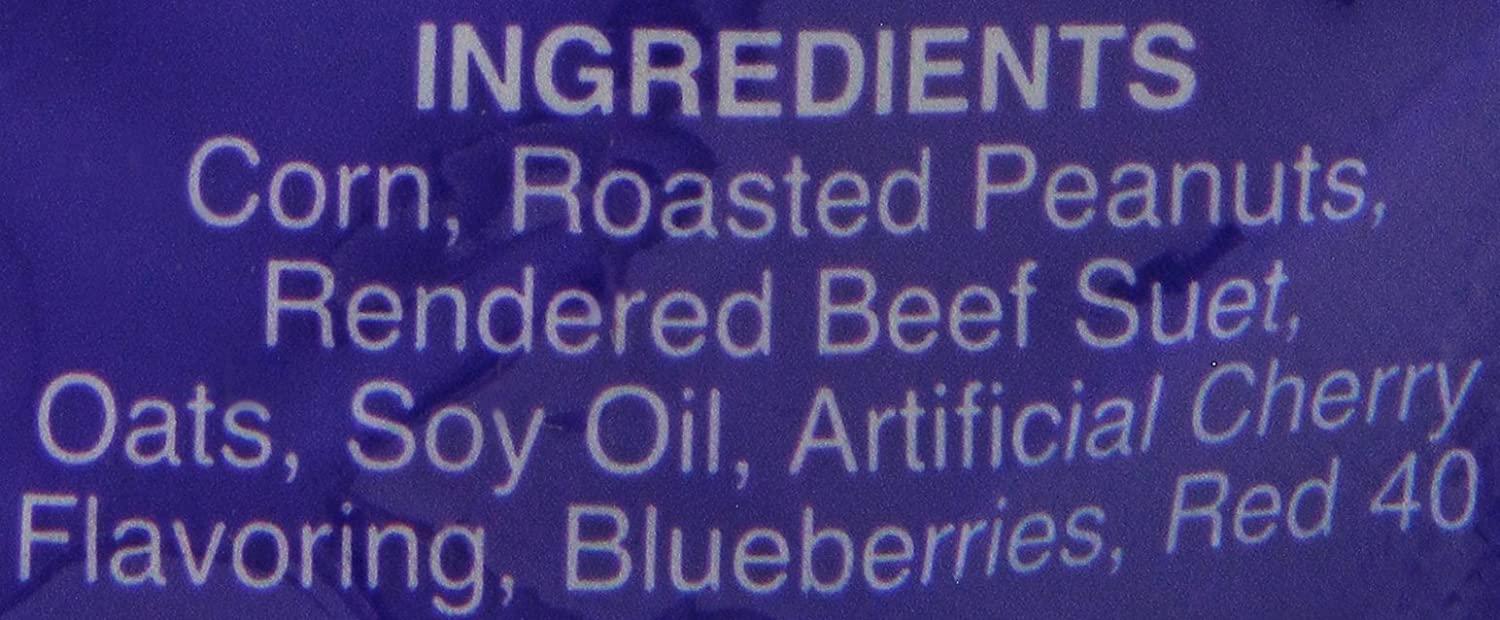 INGREDIENTS
Corn, Roasted Peanuts,
Rendered Beef Suet,
Oats, Soy Oil, Artificial Cherry
Flavoring, Blueberries, Red 40